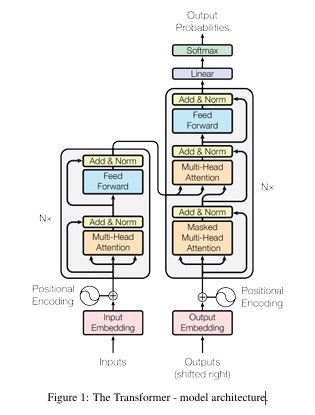 Output
Probabilities
Softmax
Linear
Add & Norm
Feed
Forward
Add & Norm
Multi-Head
Attention
Add & Norm
Masked
Multi-Head
Attention
N×
Add & Norm
Feed
Forward
Add & Norm
Multi-Head
Attention
N×
Positional
Encoding
Positional
Encoding
Input
Embedding
Output
Embedding
Inputs
Outputs
(shifted right)
Figure 1: The Transformer - model architecture.